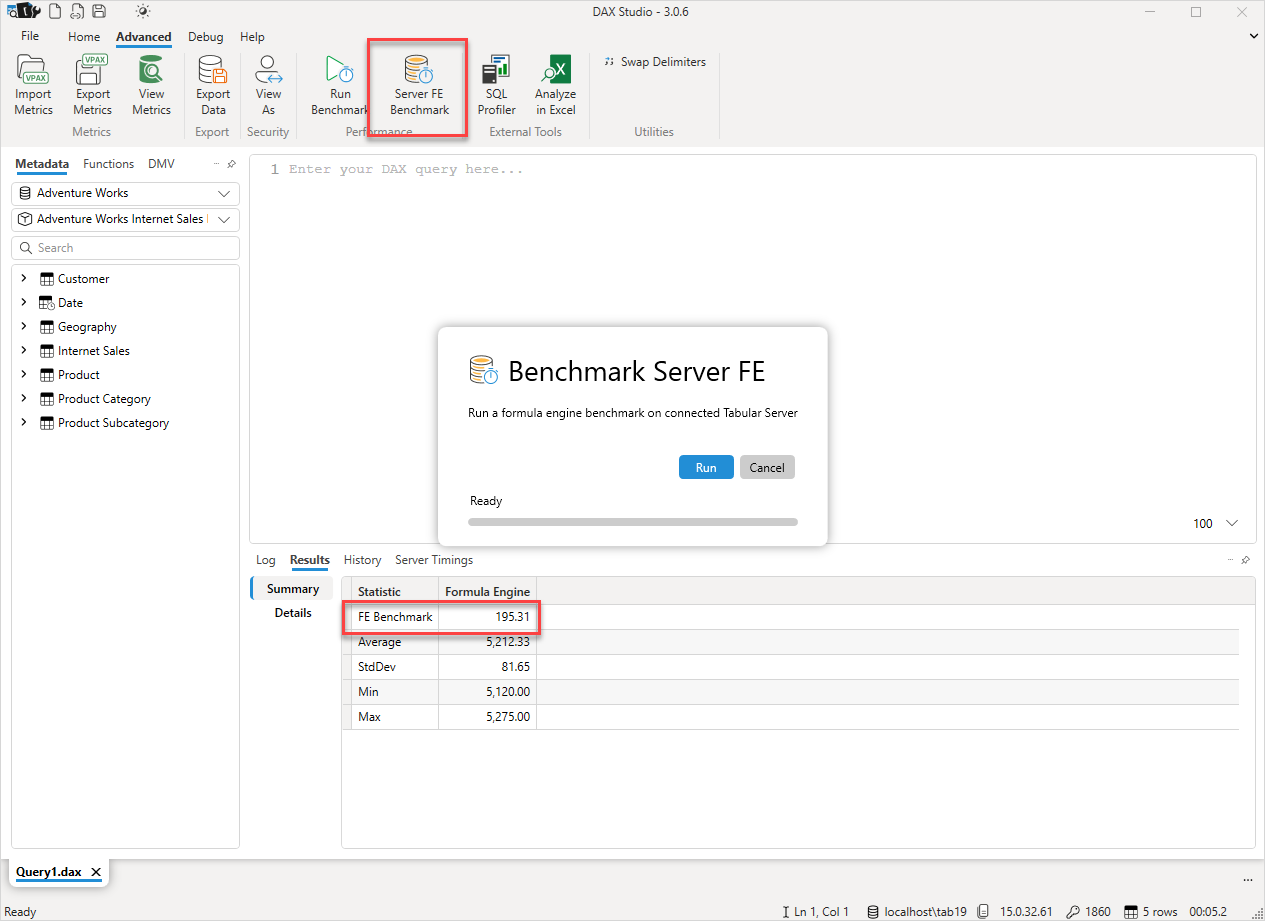 DAX Studio - 3.0.6
File Home Advanced Debug Help
VPAX Import Metrics
VPAX Export Metrics
View Metrics
Metrics
Export Data
Export
View As
Security
Run Benchmark
Server FE Benchmark
Performance
SQL Profiler
Analyze in Excel
External Tools
Swap Delimiters
Utilities
Metadata Functions DMV
Adventure Works
Adventure Works Internet Sales
Search
Customer
Date
Geography
Internet Sales
Product
Product Category
Product Subcategory
1 Enter your DAX query here...
Benchmark Server FE
Run a formula engine benchmark on connected Tabular Server
Run Cancel
Ready
100
Log Results History Server Timings
Summary
Details
Statistic Formula Engine
FE Benchmark 195.31
Average 5,212.33
StdDev 81.65
Min 5,120.00
Max 5,275.00
Query1.dax
Ready Ln 1, Col 1 localhost\tab19 15.0.32.61 1860 5 rows 00:05.2